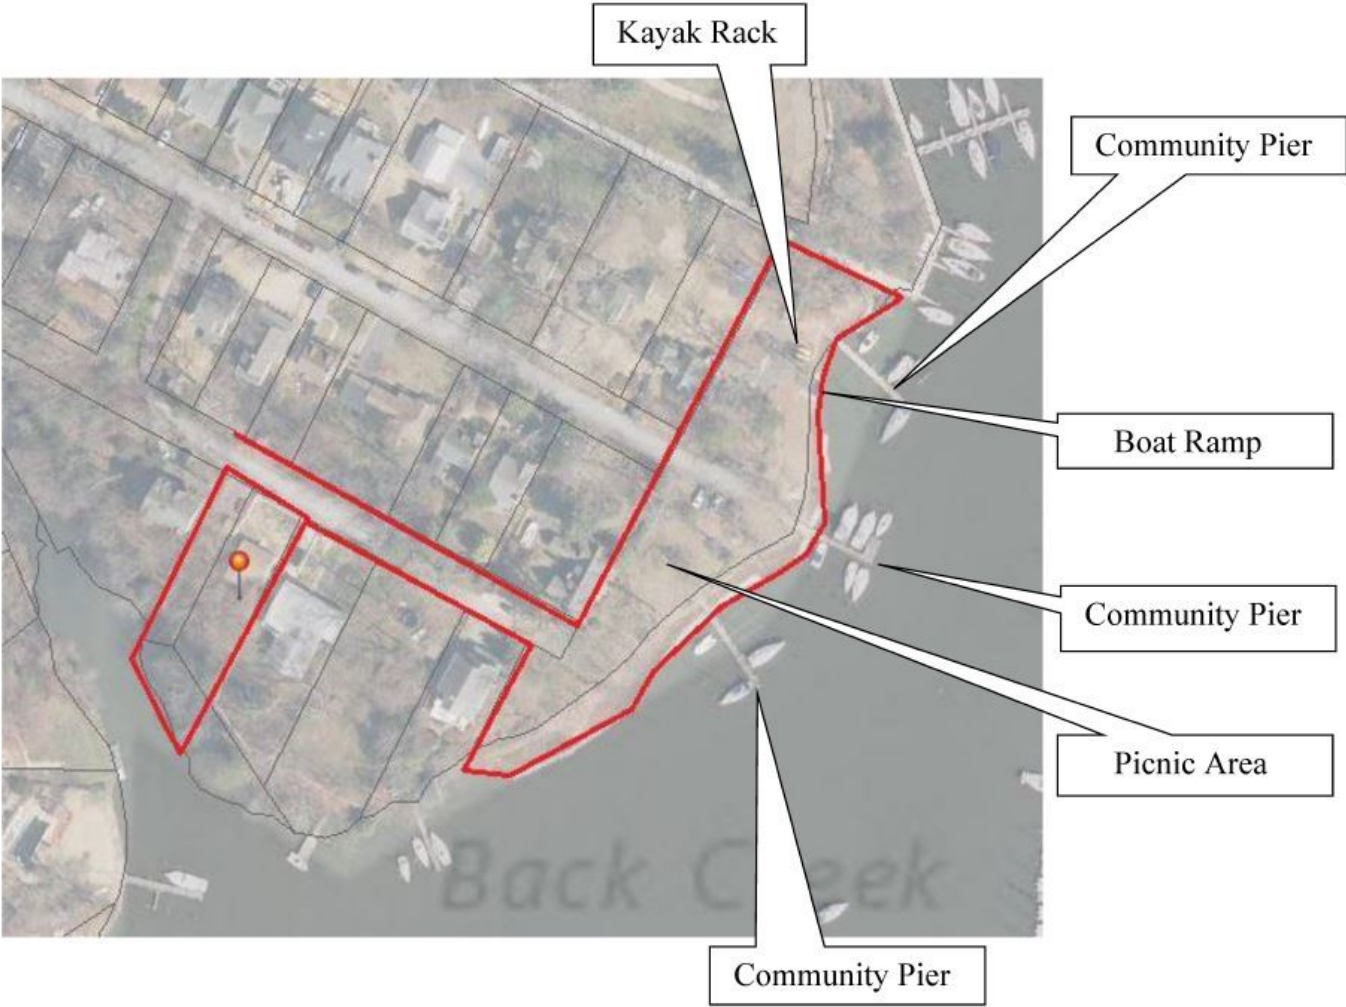 Kayak Rack
Community Pier
Boat Ramp
Community Pier
Picnic Area
Back Creek
Community Pier